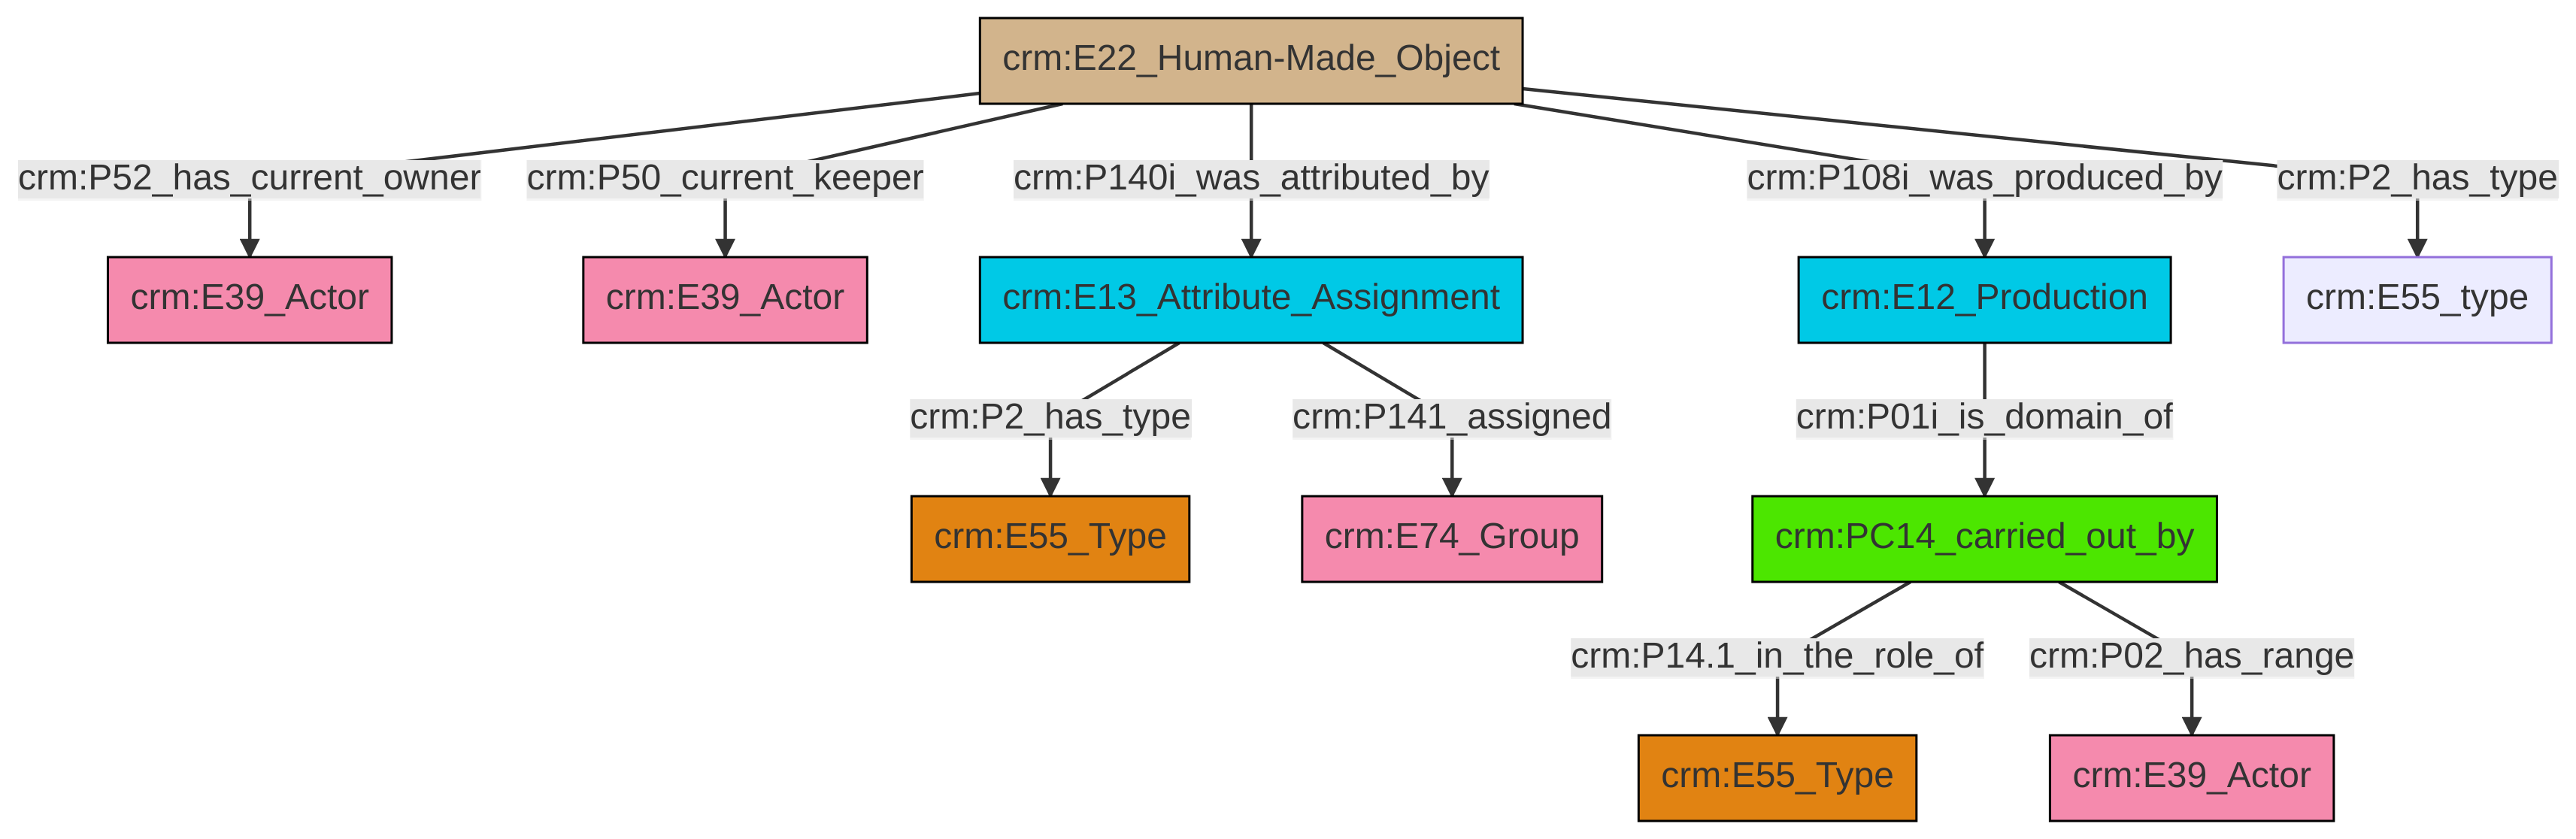 crm:E22_Human-Made_Object
crm:P52_has_current_owner
crm:P50_current_keeper
crm:P140i_was_attributed_by
crm:P108i_was_produced_by
crm:P2_has_type
crm:E39_Actor
crm:E39_Actor
crm:E13_Attribute_Assignment
crm:E12_Production
crm:E55_type
crm:P2_has_type
crm:P141_assigned
crm:P01i_is_domain_of
crm:E55_Type
crm:E74_Group
crm:PC14_carried_out_by
crm:P14.1_in_the_role_of
crm:P02_has_range
crm:E55_Type
crm:E39_Actor